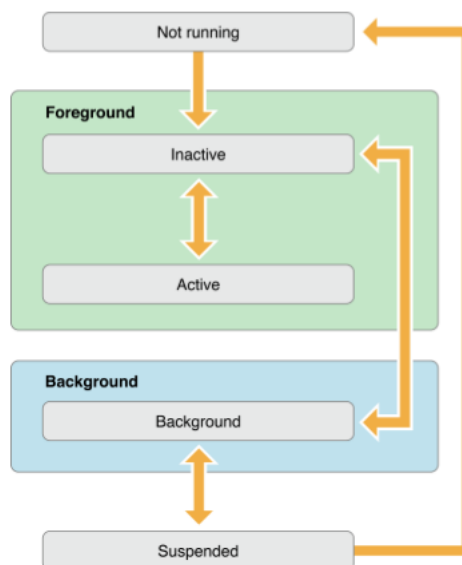 Not running
Foreground
Inactive
Active
Background
Background
Suspended